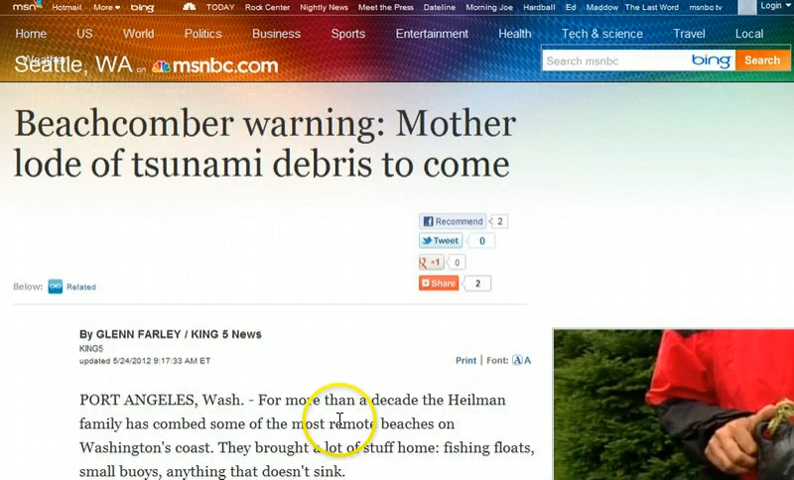 msn Hotmail More bing TODAY Rock Center Nightly News Meet the Press Dateline Morning Joe Hardball Ed Maddow The Last Word msnbc tv Login
Home US World Politics Business Sports Entertainment Health Tech & science Travel Local
Weather
Seattle, WA on msnbc.com
Search msnbc bing Search
Beachcomber warning: Mother
lode of tsunami debris to come
Recommend 2
Tweet 0
+1 0
Share 2
Below: Related
By GLENN FARLEY / KING 5 News
KING5
updated 5/24/2012 9:17:33 AM ET
Print | Font: A A
PORT ANGELES, Wash. - For more than a decade the Heilman
family has combed some of the most remote beaches on
Washington's coast. They brought a lot of stuff home: fishing floats,
small buoys, anything that doesn't sink.